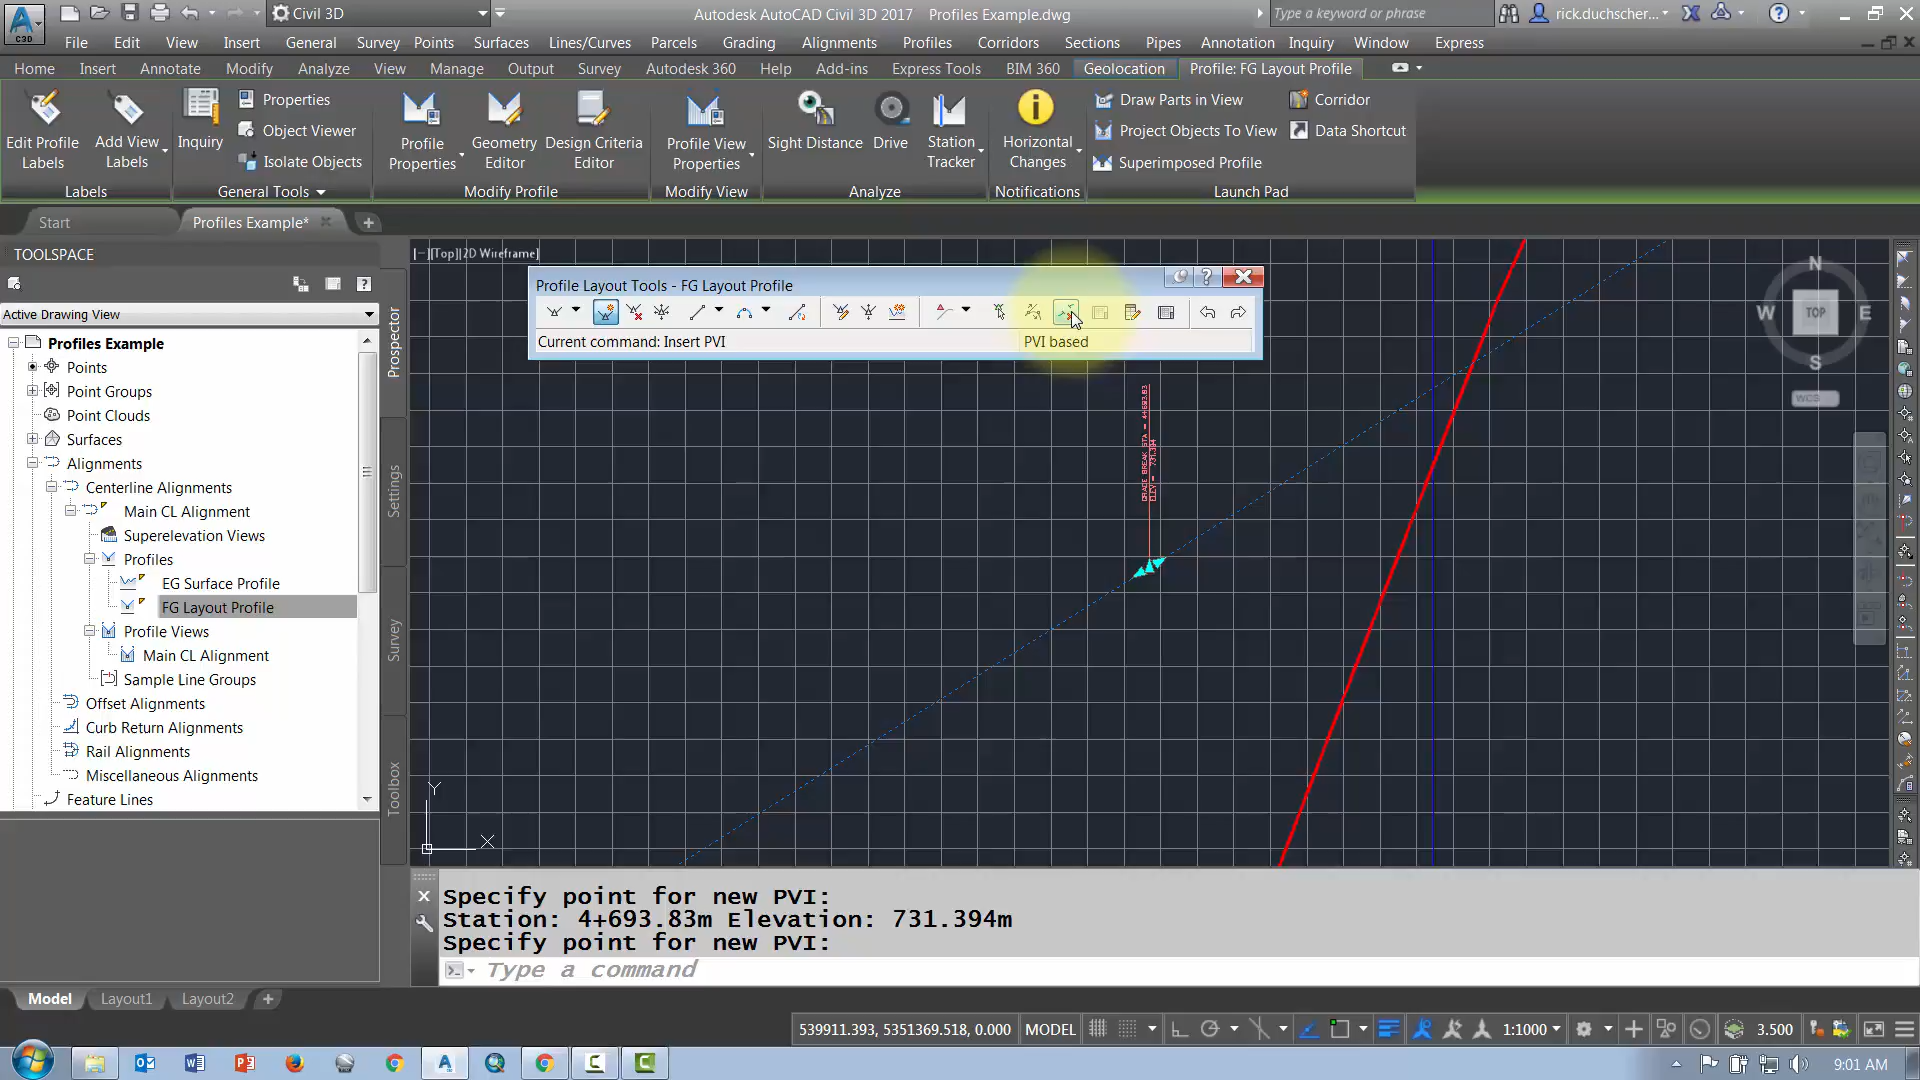 C3D
Civil 3D
Autodesk AutoCAD Civil 3D 2017 Profiles Example.dwg
Type a keyword or phrase
rick.duchscher...
File Edit View Insert General Survey Points Surfaces Lines/Curves Parcels Grading Alignments Profiles Corridors Sections Pipes Annotation Inquiry Window Express
Home Insert Annotate Modify Analyze View Manage Output Survey Autodesk 360 Help Add-ins Express Tools BIM 360 Geolocation Profile: FG Layout Profile
Edit Profile Labels
Add View Labels
Labels
Inquiry
Properties
Object Viewer
Isolate Objects
General Tools
Profile Properties
Geometry Editor
Design Criteria Editor
Modify Profile
Profile View Properties
Modify View
Sight Distance
Drive
Station Tracker
Analyze
Horizontal Changes
Notifications
Draw Parts in View
Project Objects To View
Superimposed Profile
Corridor
Data Shortcut
Launch Pad
Start
Profiles Example*
TOOLSPACE
Active Drawing View
Profiles Example
Points
Point Groups
Point Clouds
Surfaces
Alignments
Centerline Alignments
Main CL Alignment
Superelevation Views
Profiles
EG Surface Profile
FG Layout Profile
Profile Views
Main CL Alignment
Sample Line Groups
Offset Alignments
Curb Return Alignments
Rail Alignments
Miscellaneous Alignments
Feature Lines
Prospector
Settings
Survey
Toolbox
[−][Top][2D Wireframe]
Profile Layout Tools - FG Layout Profile
Current command: Insert PVI
PVI based
GRADE BREAK STA = 4+693.83
ELEV = 731.394
N
W TOP E
S
WCS
Y
X
Specify point for new PVI:
Station: 4+693.83m Elevation: 731.394m
Specify point for new PVI:
Type a command
Model Layout1 Layout2
539911.393, 5351369.518, 0.000 MODEL
1:1000
3.500
9:01 AM